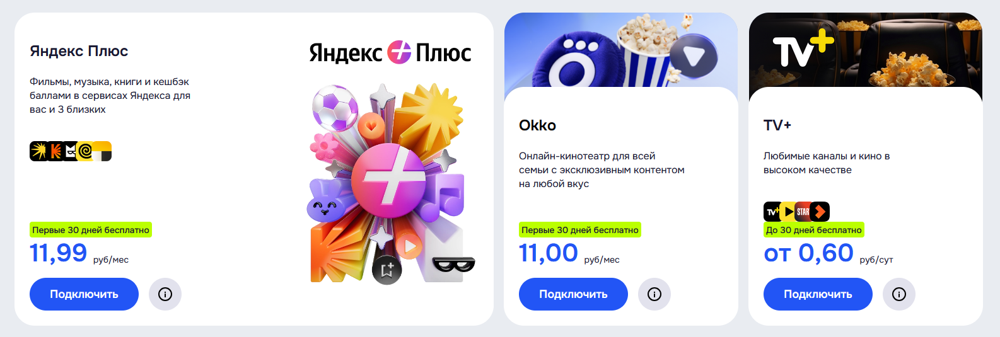 Яндекс Плюс
Фильмы, музыка, книги и кешбэк
баллами в сервисах Яндекса для
вас и 3 близких
Первые 30 дней бесплатно
11,99 руб/мес
Подключить
Яндекс Плюс
Okko
Онлайн-кинотеатр для всей
семьи с эксклюзивным контентом
на любой вкус
Первые 30 дней бесплатно
11,00 руб/мес
Подключить
TV+
TV+
Любимые каналы и кино в
высоком качестве
TV+
STAR
До 30 дней бесплатно
от 0,60 руб/сут
Подключить